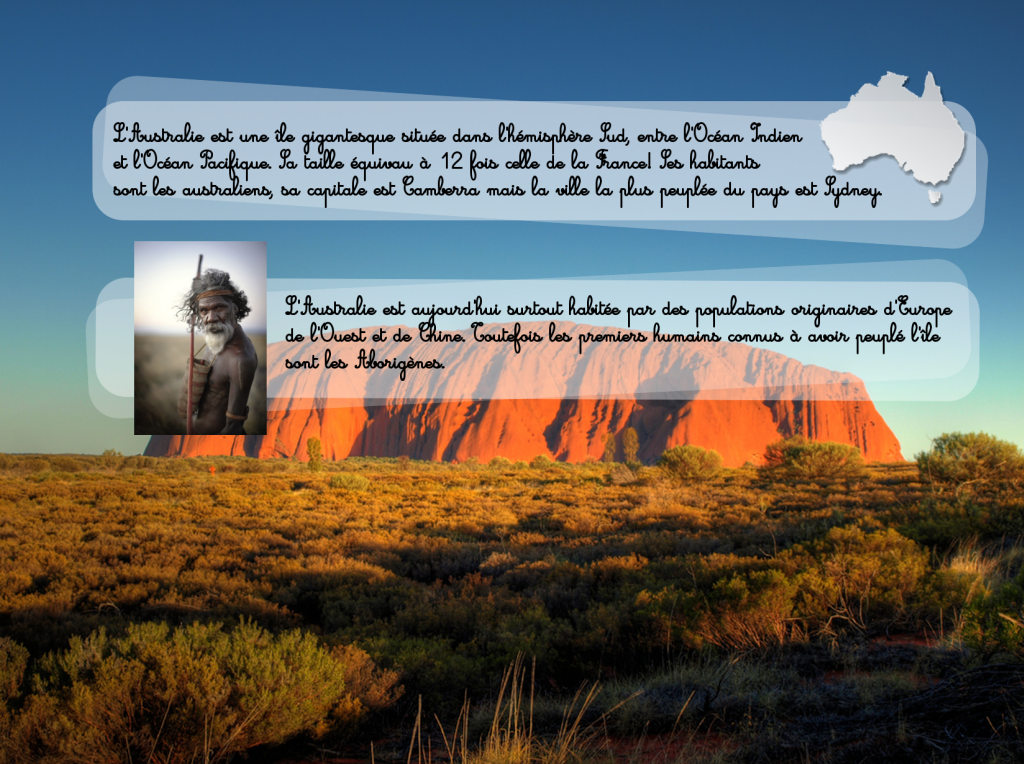 L'Australie est une île gigantesque située dans l'hémisphère Sud, entre l'Océan Indien
et l'Océan Pacifique. Sa taille équivau à 12 fois celle de la France! Ses habitants
sont les australiens, sa capitale est Camberra mais la ville la plus peuplée du pays est Sydney.
L'Australie est aujourd'hui surtout habitée par des populations originaires d'Europe
de l'Ouest et de Chine. Toutefois les premiers humains connus à avoir peuplé l'île
sont les Aborigènes.